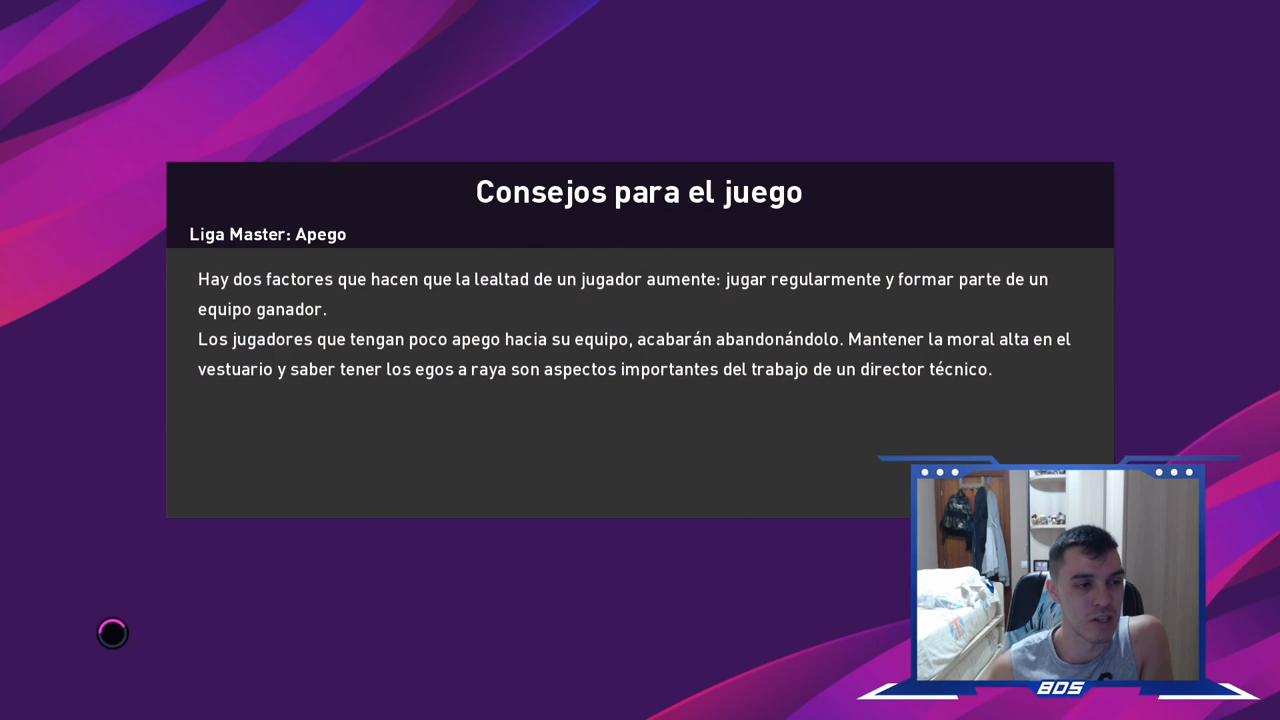 Consejos para el juego
Liga Master: Apego
Hay dos factores que hacen que la lealtad de un jugador aumente: jugar regularmente y formar parte de un
equipo ganador.
Los jugadores que tengan poco apego hacia su equipo, acabarán abandonándolo. Mantener la moral alta en el
vestuario y saber tener los egos a raya son aspectos importantes del trabajo de un director técnico.
BDS